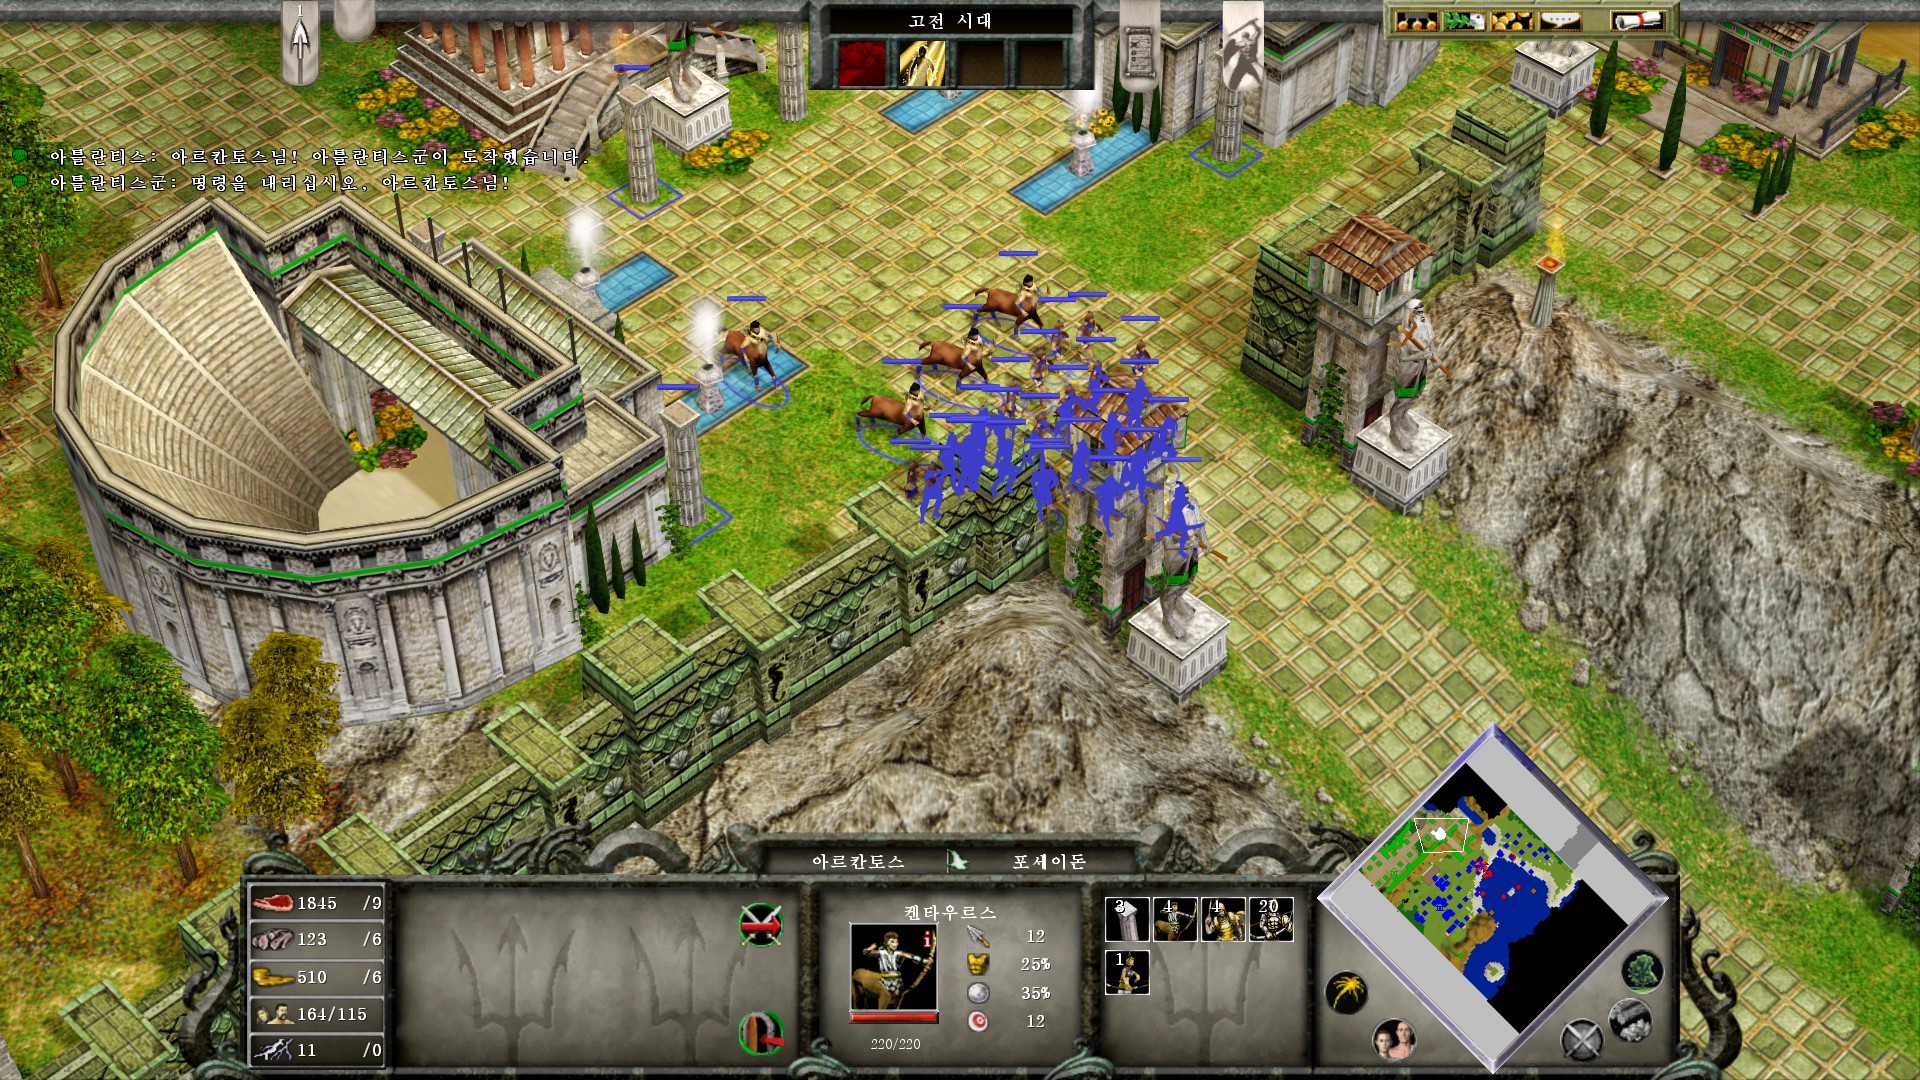 1
고전 시대
아틀란티스: 아르칸토스님! 아틀란티스군이 도착했습니다.
아틀란티스군: 명령을 내리십시오, 아르칸토스님!
아르칸토스 포세이돈
1845 /9
123 /6
510 /6
164/115
11 /0
켄타우르스
12
25%
35%
12
220/220
3 4 4 20
1